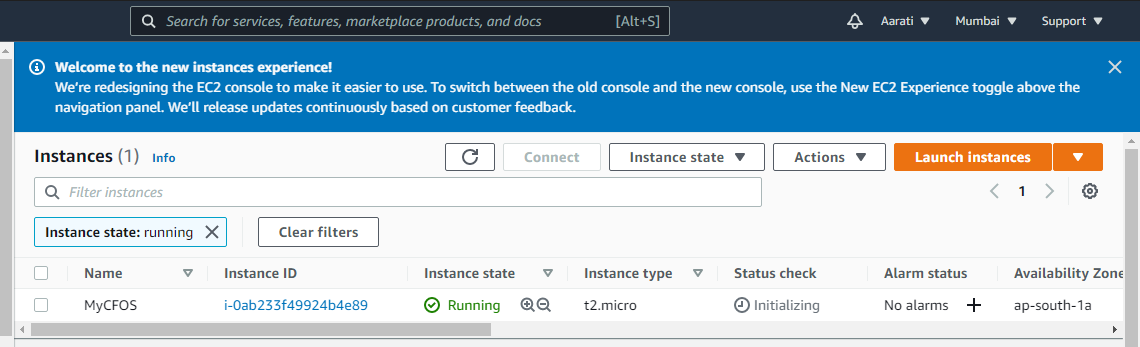 Search for services, features, marketplace products, and docs [Alt+S] Aarati Mumbai Support
Welcome to the new instances experience!
We're redesigning the EC2 console to make it easier to use. To switch between the old console and the new console, use the New EC2 Experience toggle above the
navigation panel. We'll release updates continuously based on customer feedback.
Instances (1) Info Connect Instance state Actions Launch instances
Filter instances 1
Instance state: running Clear filters
Name Instance ID Instance state Instance type Status check Alarm status Availability Zone
MyCFOS i-0ab233f49924b4e89 Running t2.micro Initializing No alarms ap-south-1a